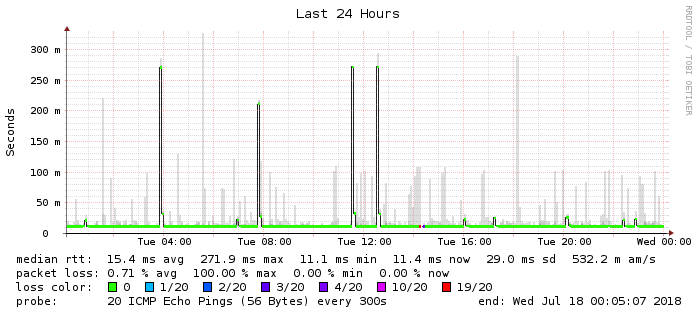 Last 24 Hours
RRDTOOL / TOBI OETIKER
Seconds
300 m
250 m
200 m
150 m
100 m
50 m
0
Tue 04:00 Tue 08:00 Tue 12:00 Tue 16:00 Tue 20:00 Wed 00:00
median rtt: 15.4 ms avg 271.9 ms max 11.1 ms min 11.4 ms now 29.0 ms sd 532.2 m am/s
packet loss: 0.71 % avg 100.00 % max 0.00 % min 0.00 % now
loss color: 0 1/20 2/20 3/20 4/20 10/20 19/20
probe: 20 ICMP Echo Pings (56 Bytes) every 300s end: Wed Jul 18 00:05:07 2018